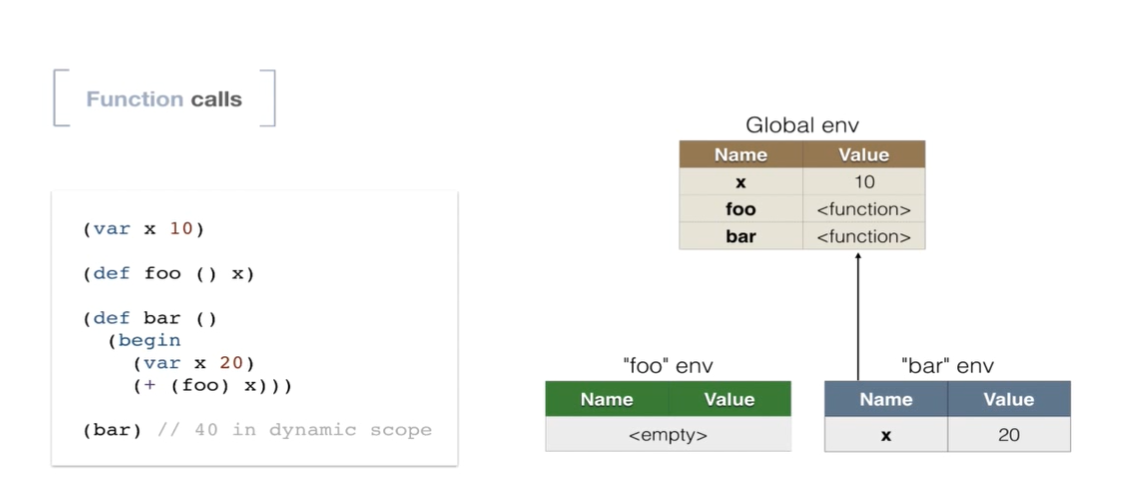 Function calls
(var x 10)
(def foo () x)
(def bar ()
(begin
(var x 20)
(+ (foo) x)))
(bar) // 40 in dynamic scope
Global env
Name Value
x 10
foo <function>
bar <function>
"foo" env
Name Value
<empty>
"bar" env
Name Value
x 20